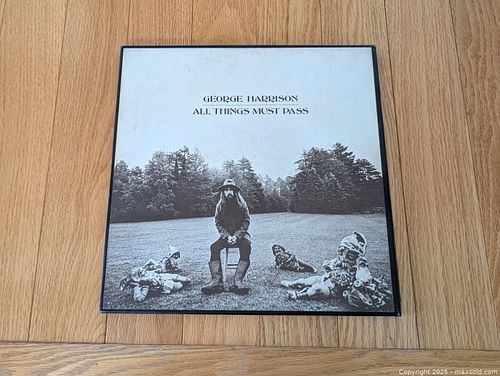 GEORGE HARRISON
ALL THINGS MUST PASS
Copyright 2025 - maxsold.com